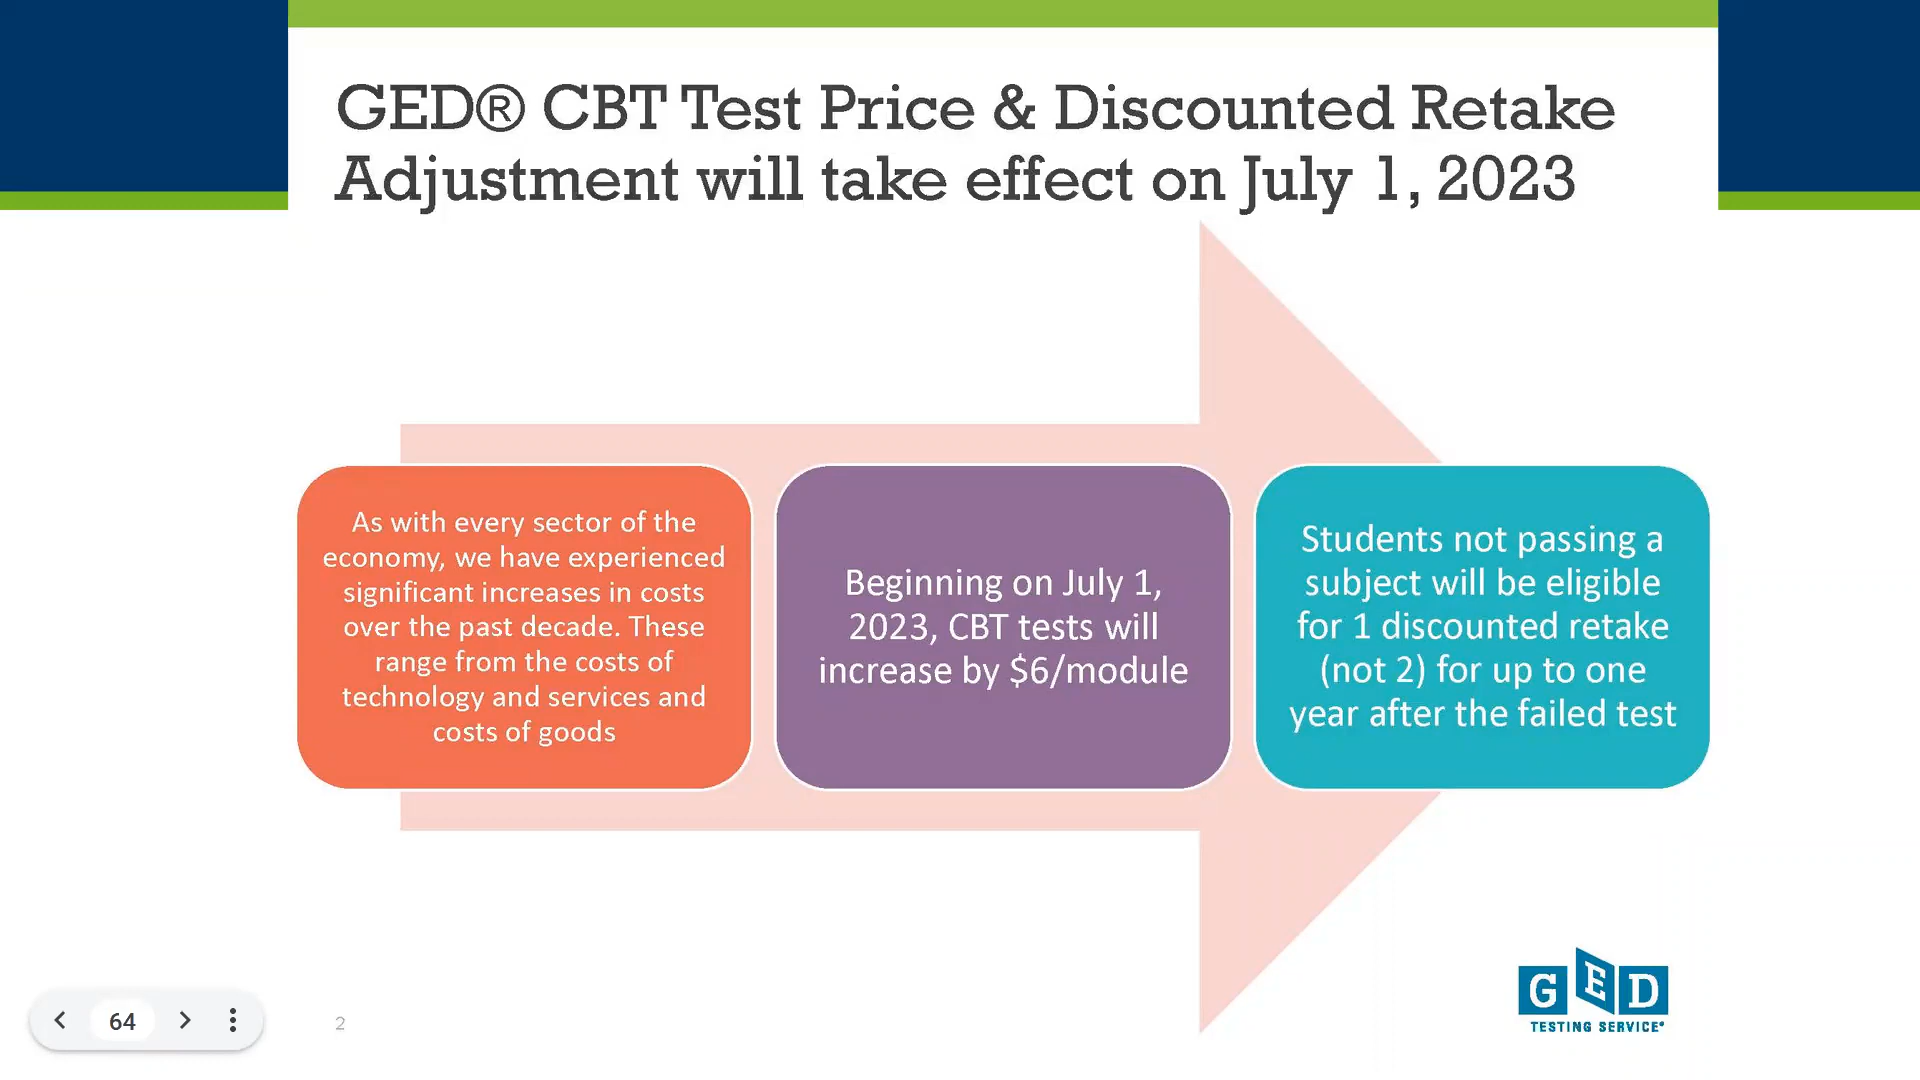 GED® CBT Test Price & Discounted Retake
Adjustment will take effect on July 1, 2023
As with every sector of the
economy, we have experienced
significant increases in costs
over the past decade. These
range from the costs of
technology and services and
costs of goods
Beginning on July 1,
2023, CBT tests will
increase by $6/module
Students not passing a
subject will be eligible
for 1 discounted retake
(not 2) for up to one
year after the failed test
64
2
GED
TESTING SERVICE®